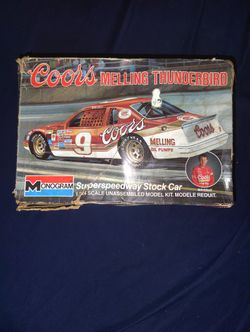 Coors MELLING THUNDERBIRD
9
Coors
Coors
MELLING
OIL PUMPS
Coors
MONOGRAM
Superspeedway Stock Car
1/24 SCALE UNASSEMBLED MODEL KIT. MODELE REDUIT.